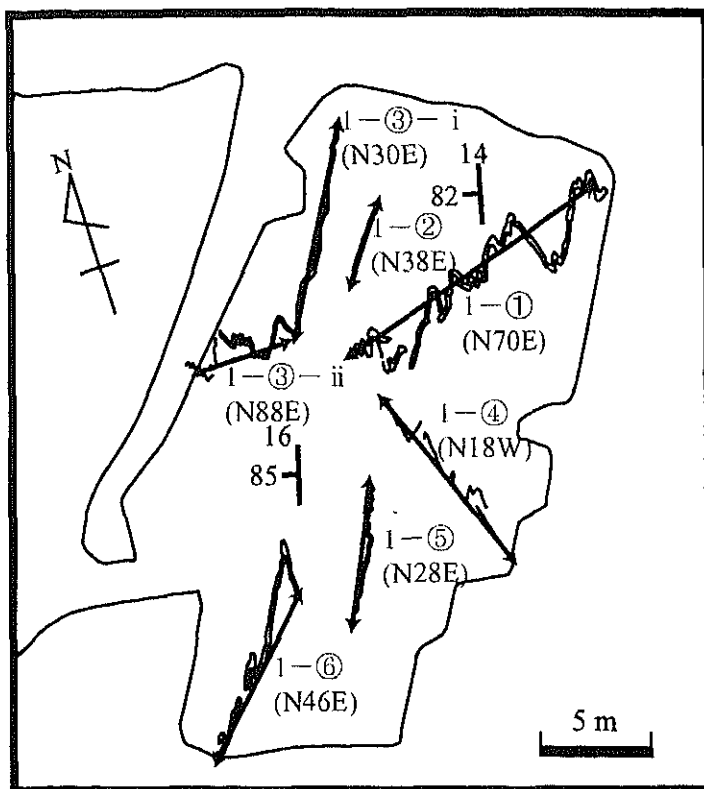 N
1-③-i
(N30E)
14
82
1-②
(N38E)
1-①
(N70E)
1-③-ii
(N88E)
16
85
1-④
(N18W)
1-⑤
(N28E)
1-⑥
(N46E)
5 m